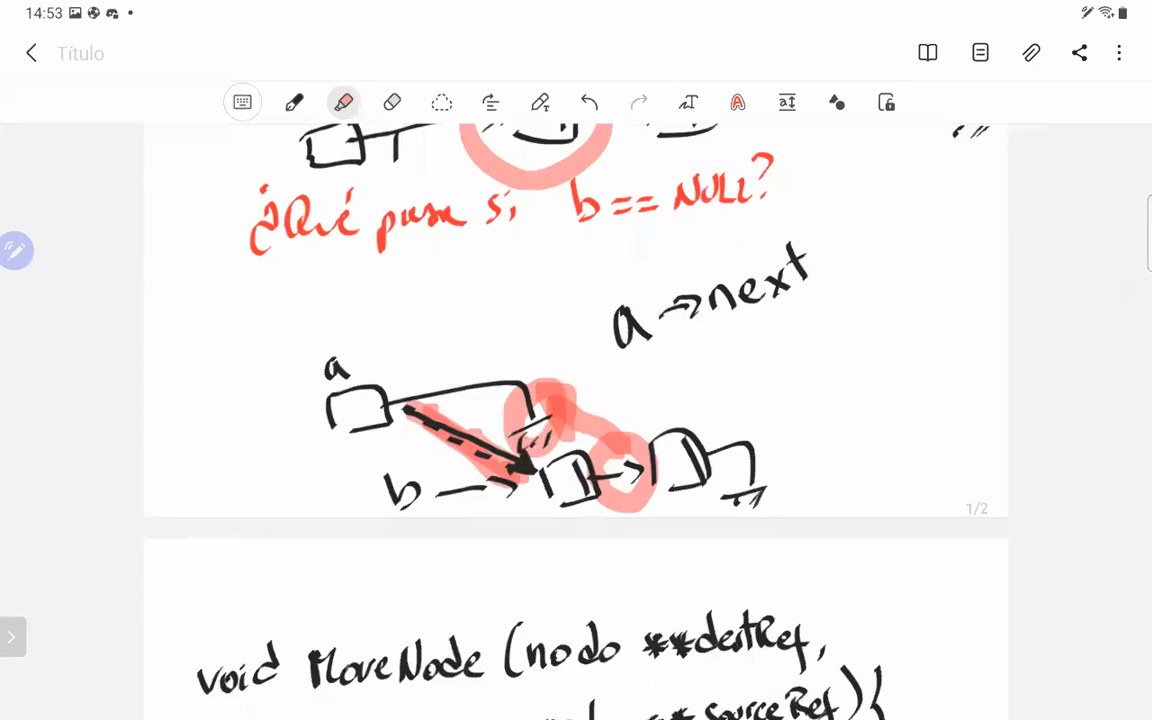 14:53
Título
¿Qué pasa si b == NULL?
a → next
a
b
1/2
void MoveNode (nodo **destRef,
**sourceRef){